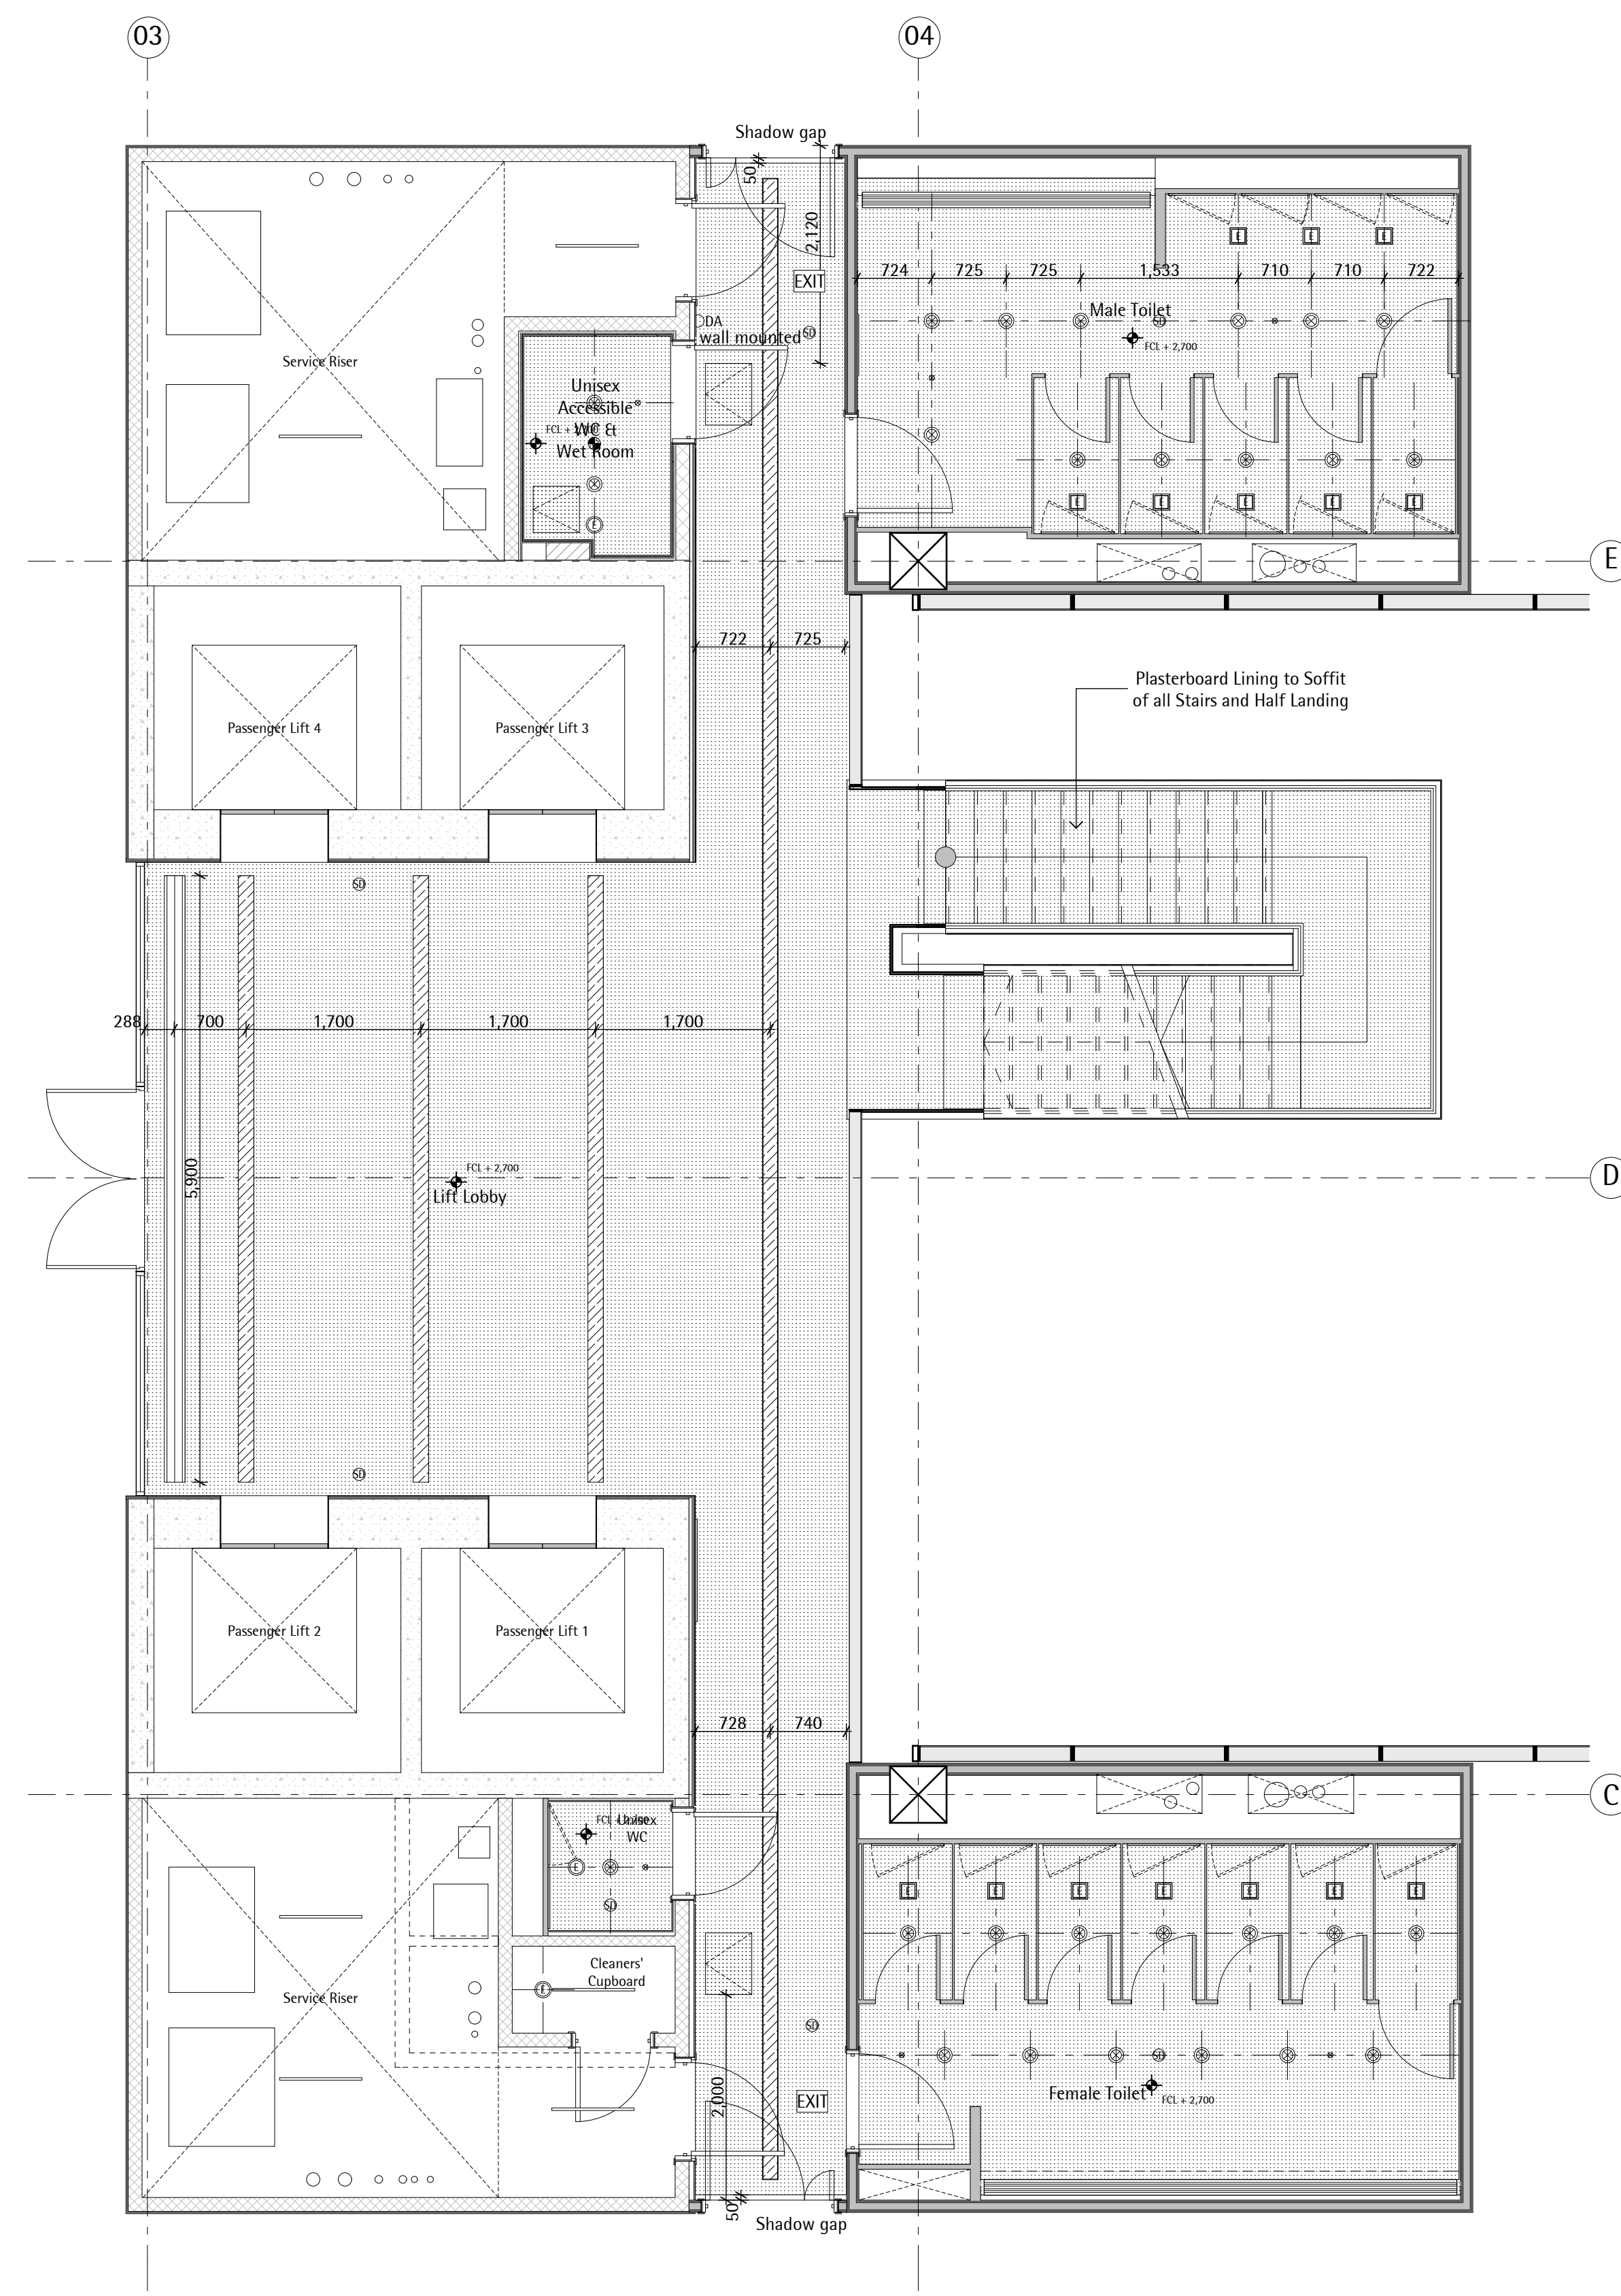 03
04
Shadow gap
50
2,120
724
725
725
1,533
710
710
722
E
E
E
EXIT
Male Toilet
SD
FCL + 2,700
DA
wall mounted
SD
Service Riser
Unisex
Accessible
WC &
Wet Room
E
E
E
E
E
E
E
722
725
Plasterboard Lining to Soffit
of all Stairs and Half Landing
Passenger Lift 4
Passenger Lift 3
SD
288
700
1,700
1,700
1,700
5,900
FCL + 2,700
Lift Lobby
D
SD
Passenger Lift 2
Passenger Lift 1
728
740
C
Unisex
WC
E
SD
E
E
E
E
E
E
E
Cleaners'
Cupboard
E
Service Riser
SD
SD
Female Toilet
FCL + 2,700
2,000
EXIT
50
Shadow gap